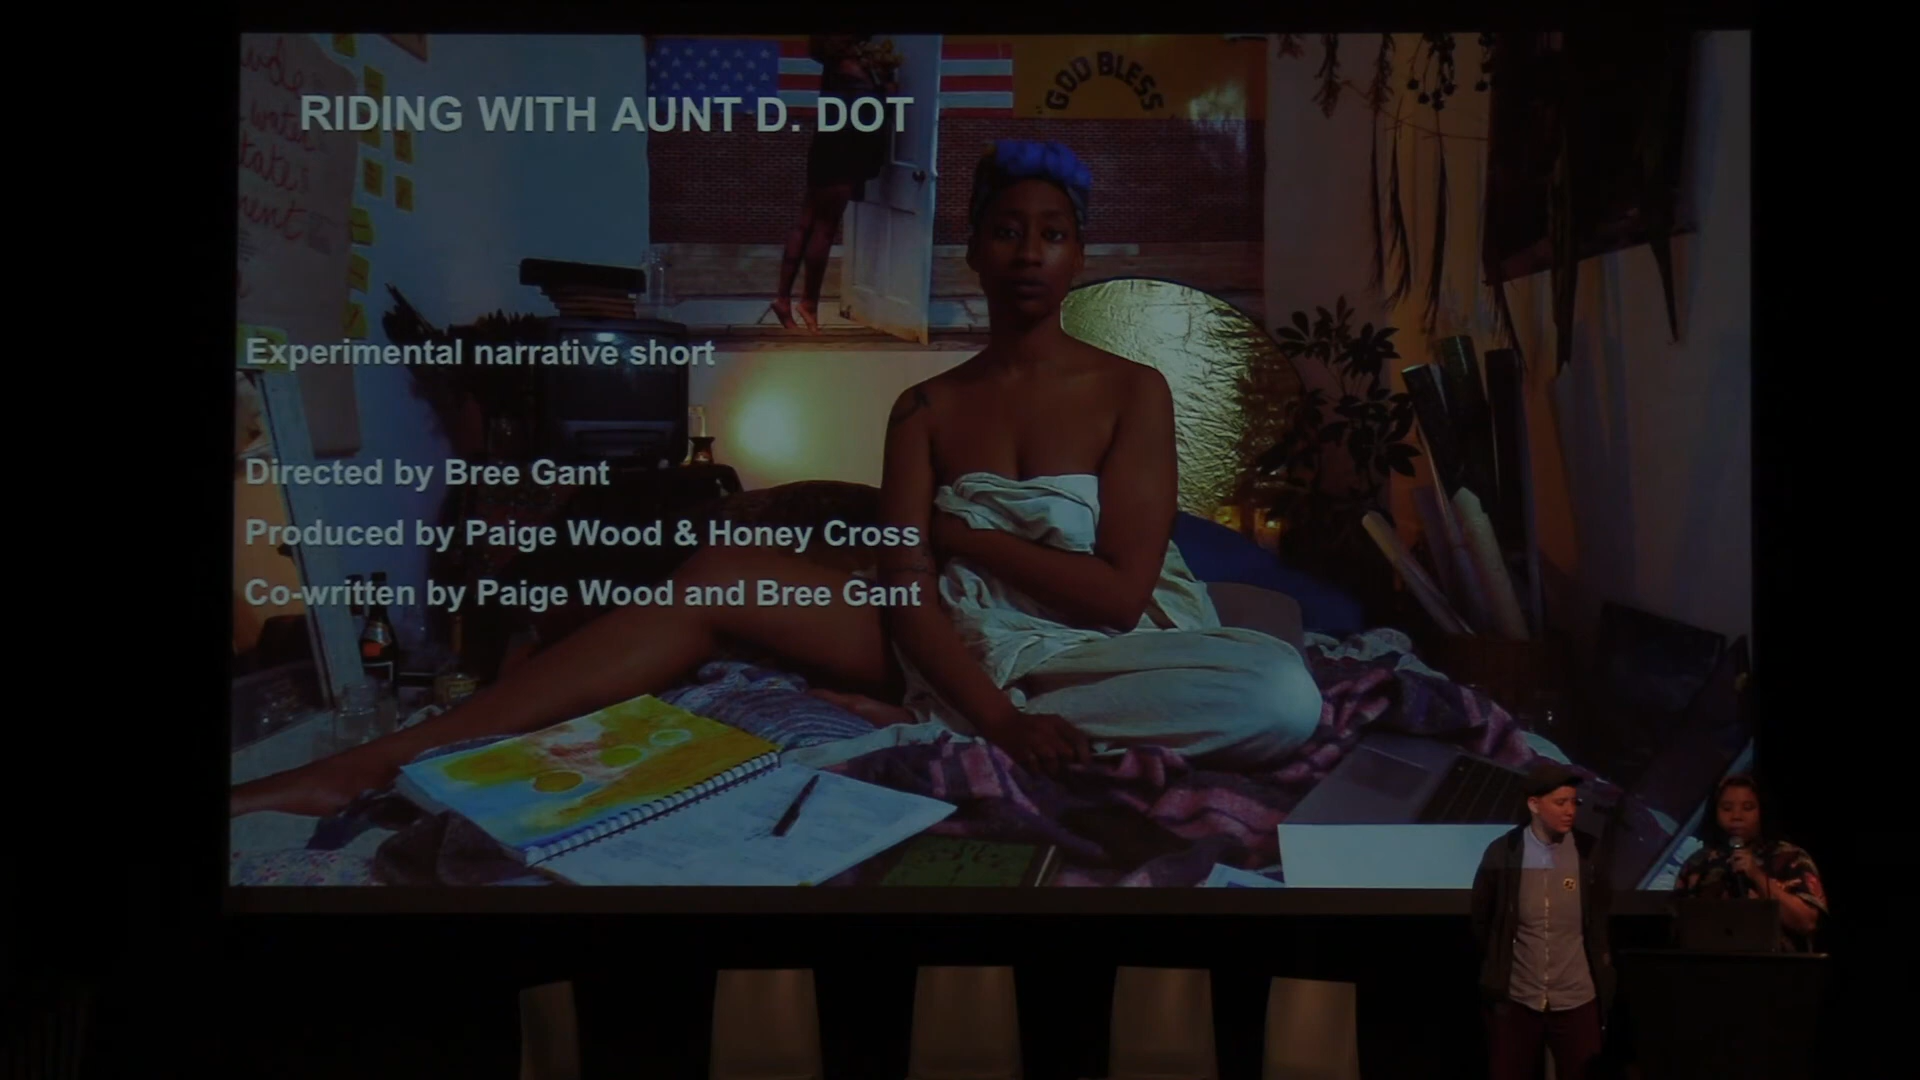 GOD BLESS
RIDING WITH AUNT D. DOT
Experimental narrative short
Directed by Bree Gant
Produced by Paige Wood & Honey Cross
Co-written by Paige Wood and Bree Gant